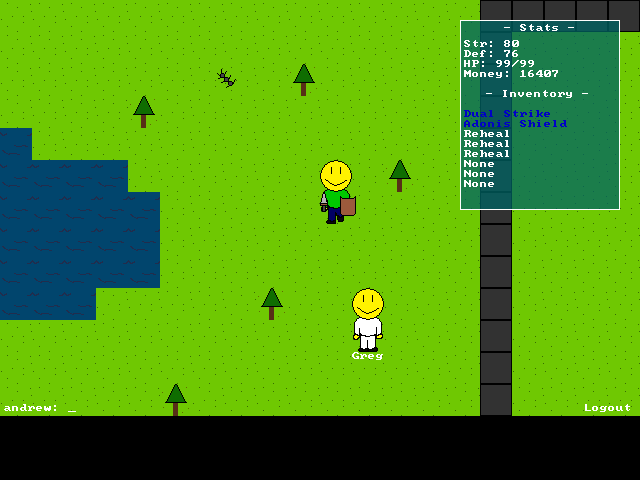 - Stats -
Str: 80
Def: 76
HP: 99/99
Money: 16407
- Inventory -
Dual Strike
Adonis Shield
Reheal
Reheal
Reheal
None
None
None
Greg
andrew: _
Logout